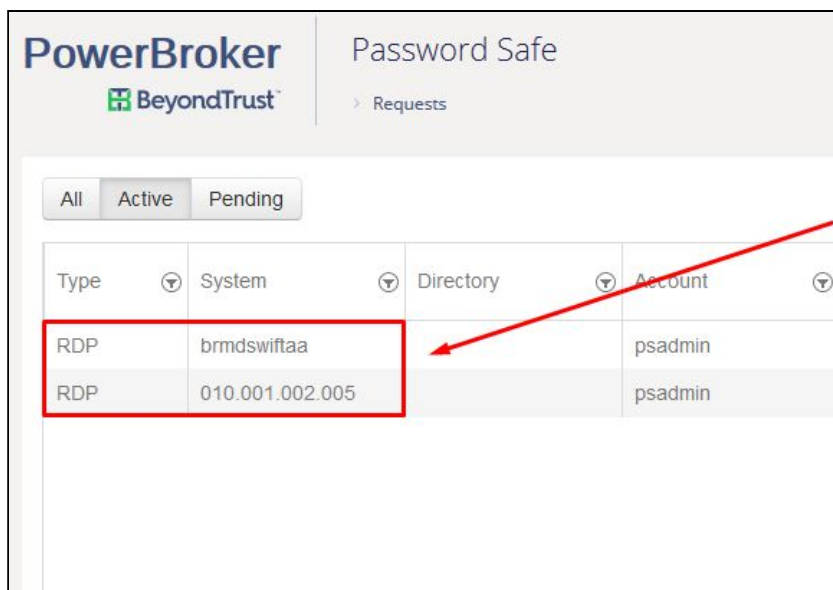 PowerBroker
BeyondTrust
Password Safe
> Requests
All Active Pending
Type System Directory Account
RDP brmdswiftaa psadmin
RDP 010.001.002.005 psadmin